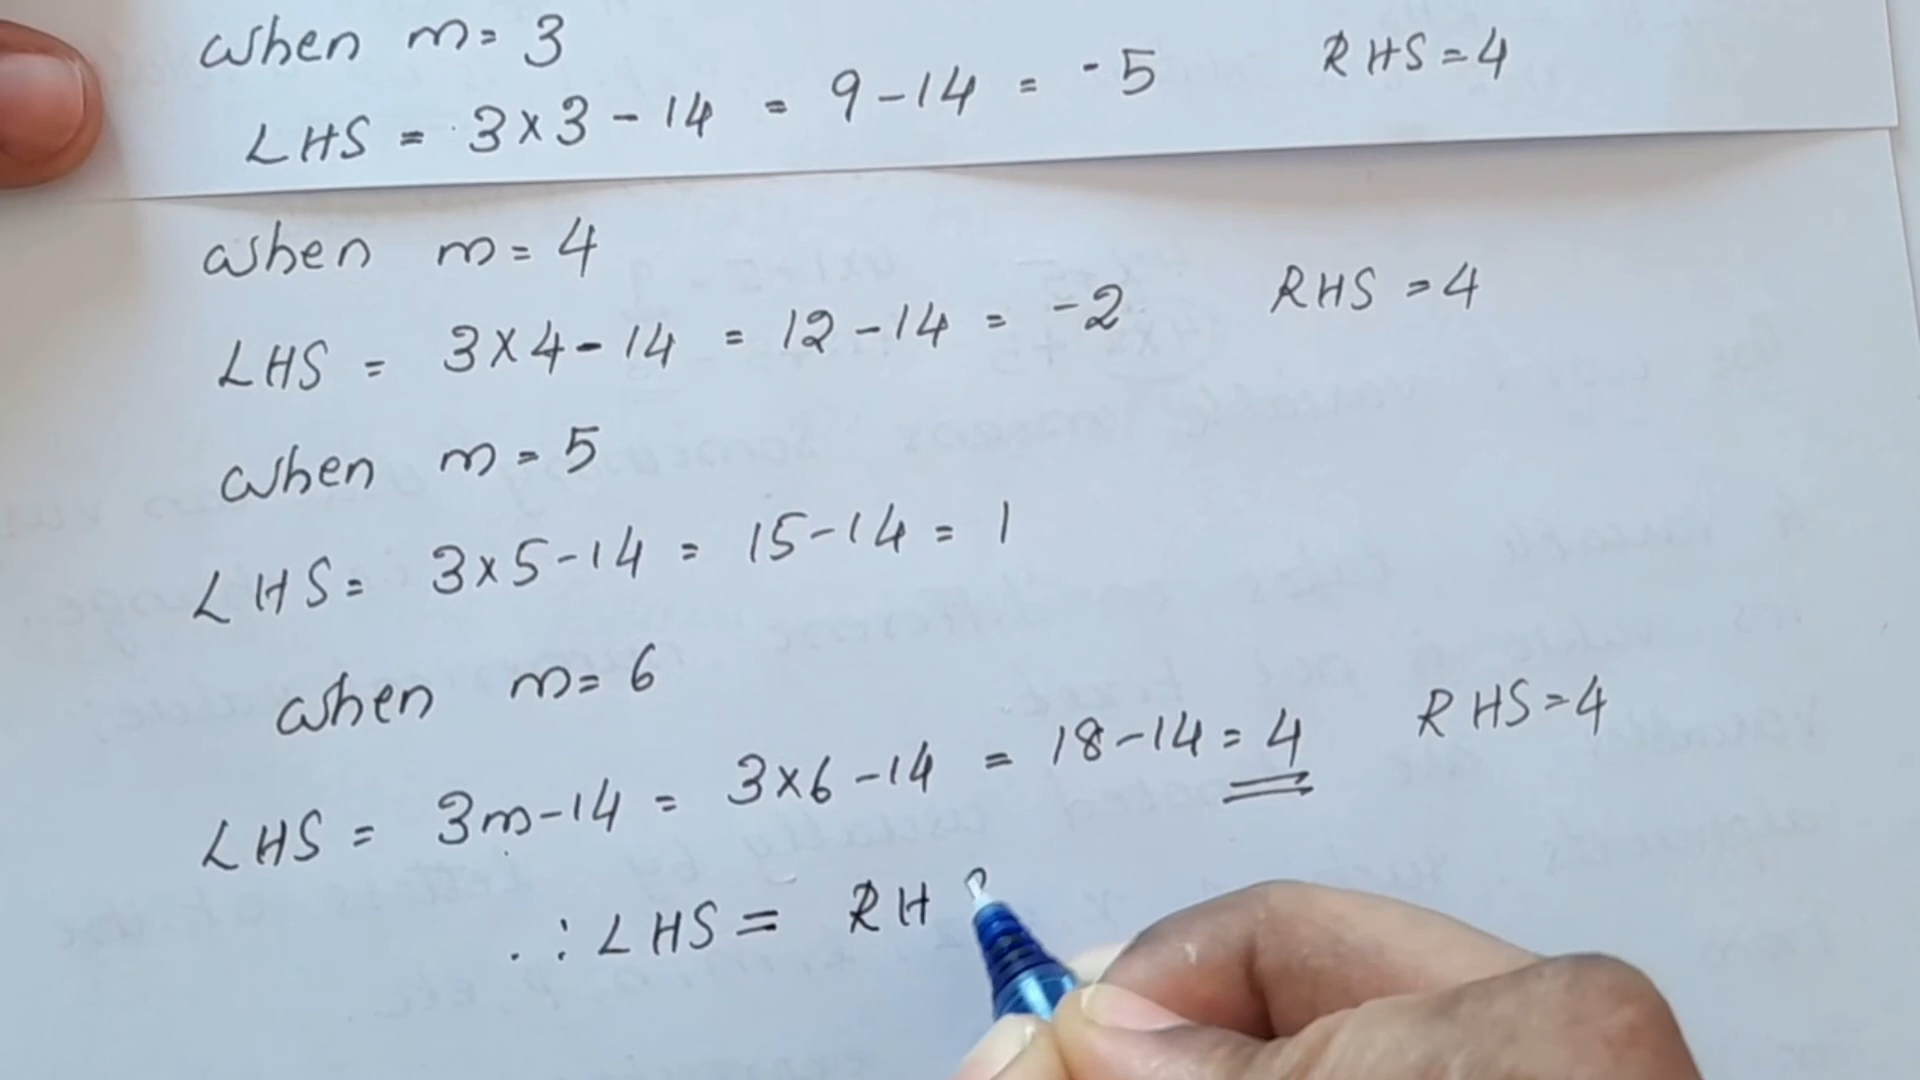 when m = 3
LHS = 3 x 3 - 14 = 9 - 14 = -5 RHS = 4
when m = 4
LHS = 3 x 4 - 14 = 12 - 14 = -2 RHS = 4
when m = 5
LHS = 3 x 5 - 14 = 15 - 14 = 1
when m = 6
LHS = 3m - 14 = 3 x 6 - 14 = 18 - 14 = 4 RHS = 4
∴ LHS = RH